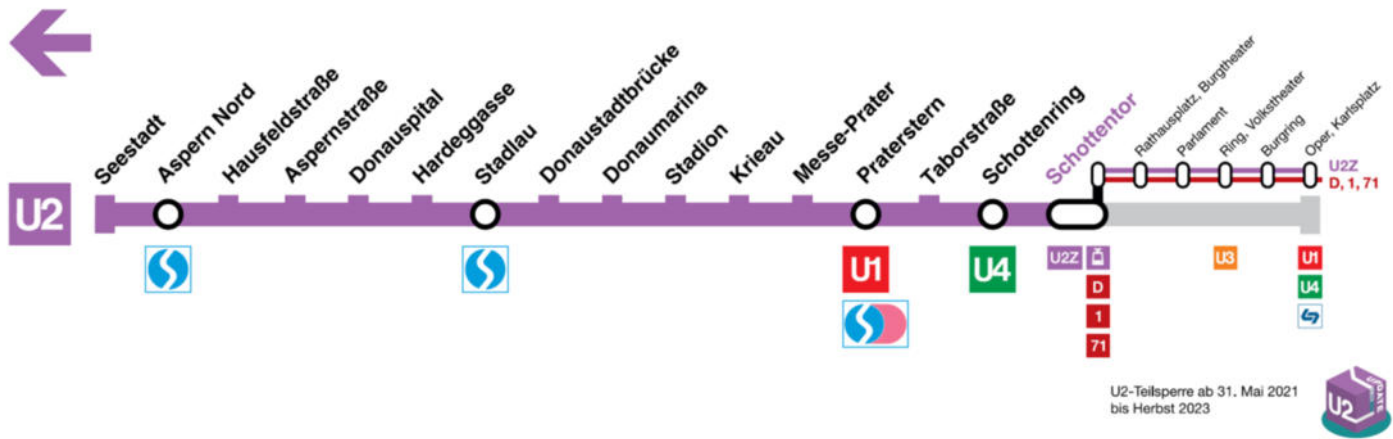 Seestadt
Aspern Nord
Hausfeldstraße
Aspernstraße
Donauspital
Hardeggasse
Stadlau
Donaustadtbrücke
Donaumarina
Stadion
Krieau
Messe-Prater
Praterstern
Taborstraße
Schottenring
Schottentor
Rathausplatz, Burgtheater
Parlament
Ring, Volkstheater
Burgring
Oper, Karlsplatz
U2Z
D, 1, 71
U2
U1
U4
U2Z
D
1
71
U3
U1
U4
U2-Teilsperre ab 31. Mai 2021
bis Herbst 2023
U2